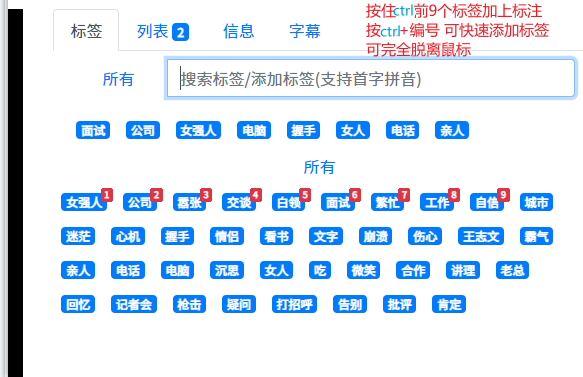 按住ctrl前9个标签加上标注
标签 列表 2 信息 字幕
按ctrl+编号 可快速添加标签
可完全脱离鼠标
所有 搜索标签/添加标签(支持首字拼音)
面试 公司 女强人 电脑 握手 女人 电话 亲人
所有
女强人 1 公司 2 嚣张 3 交谈 4 白领 5 面试 6 繁忙 7 工作 8 自信 9 城市
迷茫 心机 握手 情侣 看书 文字 崩溃 伤心 王志文 霸气
亲人 电话 电脑 沉思 女人 吃 微笑 合作 讲理 老总
回忆 记者会 枪击 疑问 打招呼 告别 批评 肯定